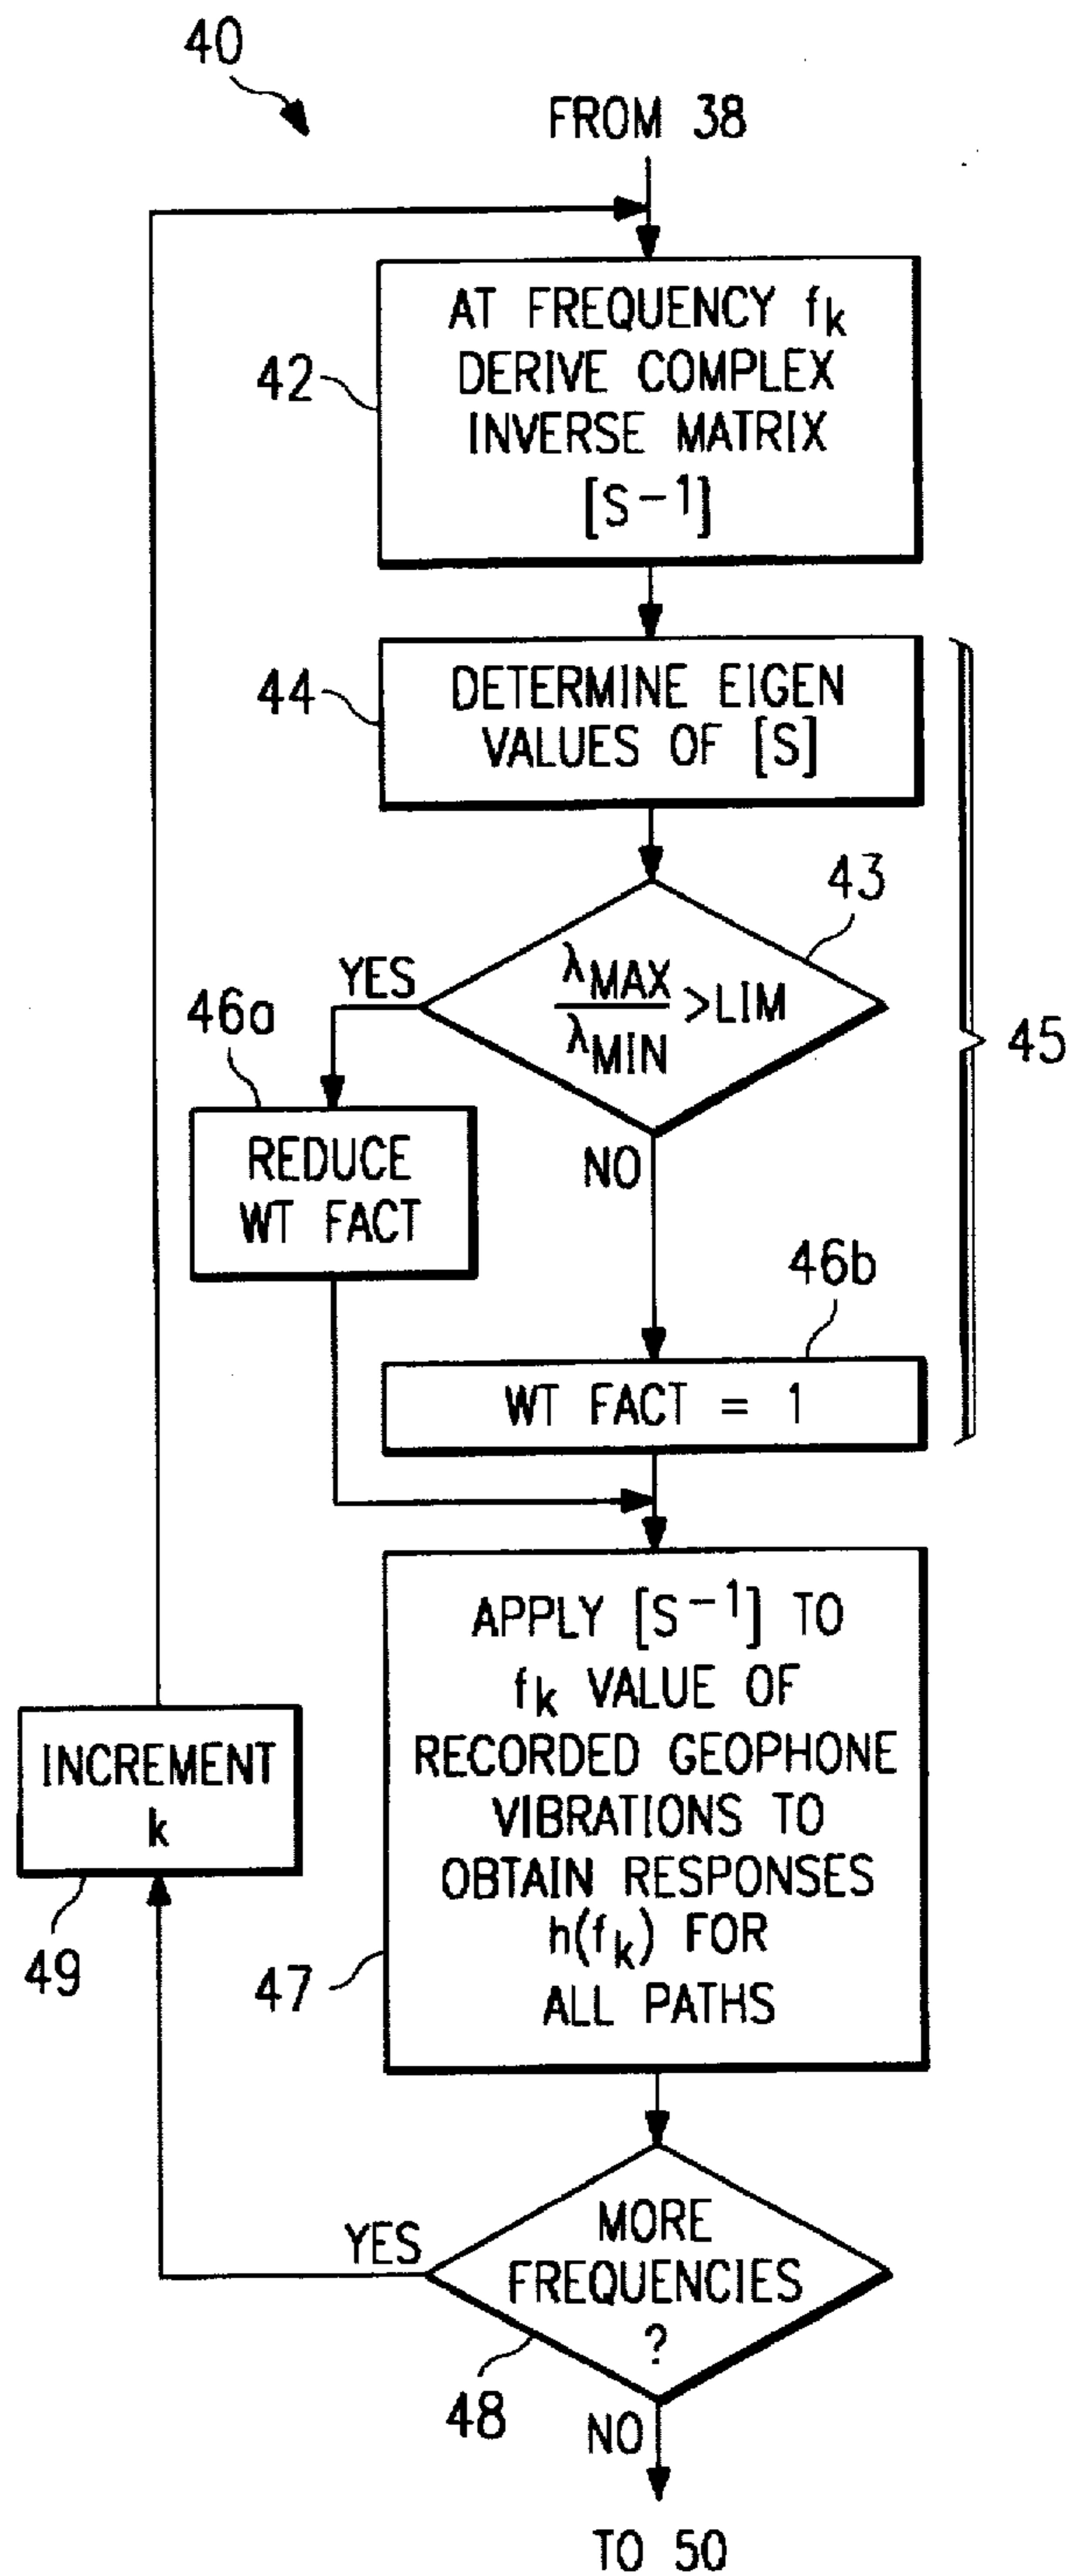 40
FROM 38
AT FREQUENCY fk
DERIVE COMPLEX
INVERSE MATRIX
[S-1]
42
DETERMINE EIGEN
VALUES OF [S]
44
43
λMAX
λMIN
>LIM
YES
46a
45
REDUCE
WT FACT
NO
46b
WT FACT = 1
APPLY [S-1] TO
fk VALUE OF
RECORDED GEOPHONE
VIBRATIONS TO
OBTAIN RESPONSES
h(fk) FOR
ALL PATHS
47
INCREMENT
k
49
MORE
FREQUENCIES
?
YES
48
NO
TO 50